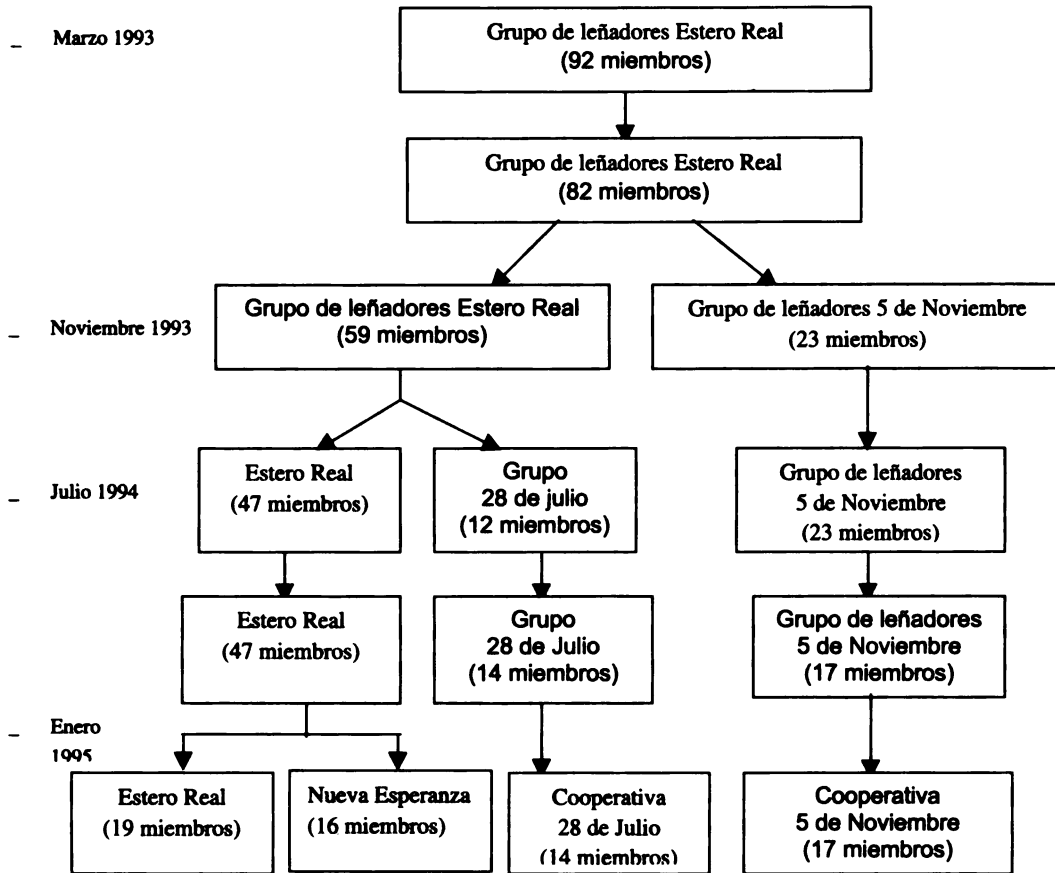 – Marzo 1993
Grupo de leñadores Estero Real
(92 miembros)
Grupo de leñadores Estero Real
(82 miembros)
– Noviembre 1993
Grupo de leñadores Estero Real
(59 miembros)
Grupo de leñadores 5 de Noviembre
(23 miembros)
– Julio 1994
Estero Real
(47 miembros)
Grupo
28 de julio
(12 miembros)
Grupo de leñadores
5 de Noviembre
(23 miembros)
Estero Real
(47 miembros)
Grupo
28 de Julio
(14 miembros)
Grupo de leñadores
5 de Noviembre
(17 miembros)
– Enero
1995
Estero Real
(19 miembros)
Nueva Esperanza
(16 miembros)
Cooperativa
28 de Julio
(14 miembros)
Cooperativa
5 de Noviembre
(17 miembros)